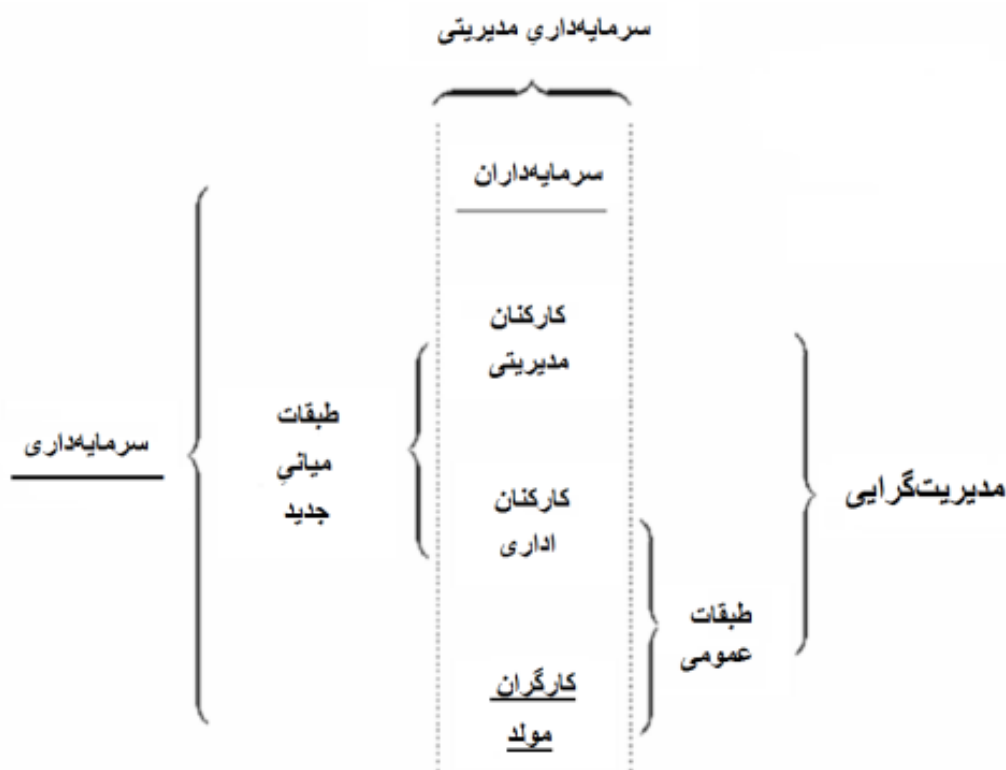 سرمایه‌داریِ مدیریتی
سرمایه‌داران
کارکنان
مدیریتی
طبقات
میانیِ
جدید
سرمایه‌داری
مدیریت‌گرایی
کارکنان
اداری
طبقات
عمومی
کارگران
مولد